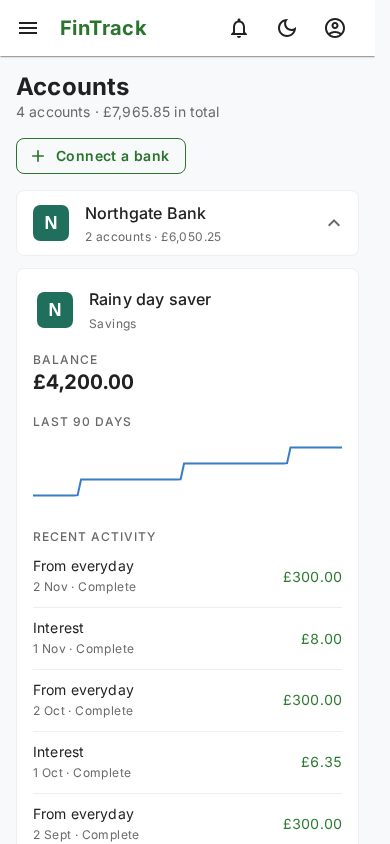 FinTrack
Accounts
4 accounts · £7,965.85 in total
Connect a bank
N
Northgate Bank
2 accounts · £6,050.25
N
Rainy day saver
Savings
BALANCE
£4,200.00
LAST 90 DAYS
RECENT ACTIVITY
From everyday
2 Nov · Complete
£300.00
Interest
1 Nov · Complete
£8.00
From everyday
2 Oct · Complete
£300.00
Interest
1 Oct · Complete
£6.35
From everyday
2 Sept · Complete
£300.00